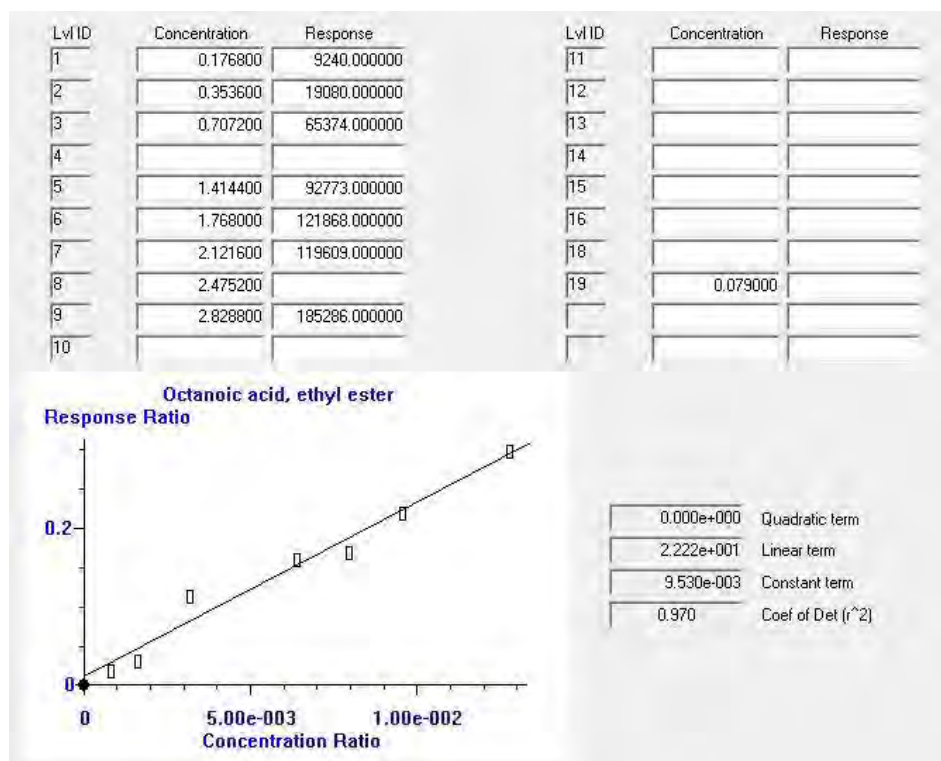 Lvl ID Concentration Response Lvl ID Concentration Response
1 0.176800 9240.000000 11
2 0.353600 19080.000000 12
3 0.707200 65374.000000 13
4 14
5 1.414400 92773.000000 15
6 1.768000 121868.000000 16
7 2.121600 119609.000000 18
8 2.475200 19 0.079000
9 2.828800 185286.000000
10
Octanoic acid, ethyl ester
Response Ratio
0.2
0
0 5.00e-003 1.00e-002
Concentration Ratio
0.000e+000 Quadratic term
2.222e+001 Linear term
9.530e-003 Constant term
0.970 Coef of Det (r^2)